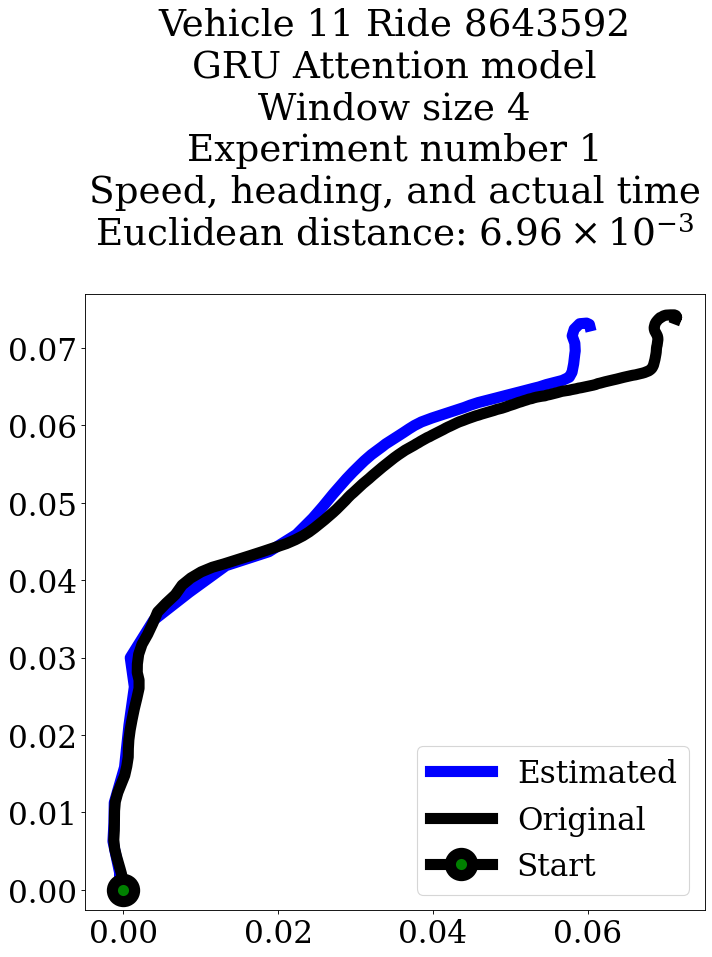 Vehicle 11 Ride 8643592
GRU Attention model
Window size 4
Experiment number 1
Speed, heading, and actual time
Euclidean distance: 6.96 × 10⁻³
0.07
0.06
0.05
0.04
0.03
0.02
0.01
0.00
Estimated
Original
Start
0.00 0.02 0.04 0.06